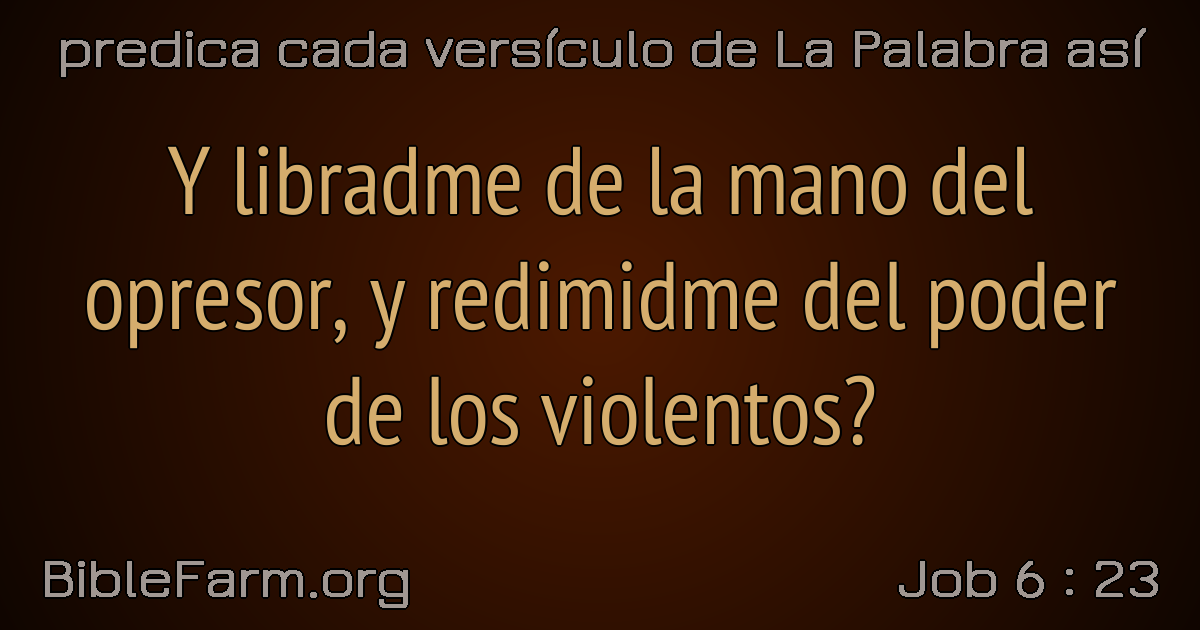 predica cada versículo de La Palabra así
Y libradme de la mano del
opresor, y redimidme del poder
de los violentos?
BibleFarm.org
Job 6 : 23